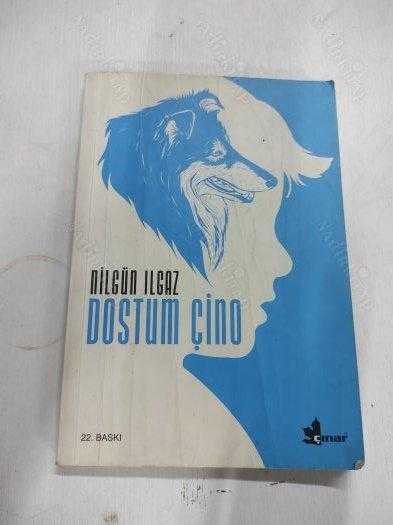 NİLGÜN ILGAZ
DOSTUM ÇİNO
22. BASKI
çınar